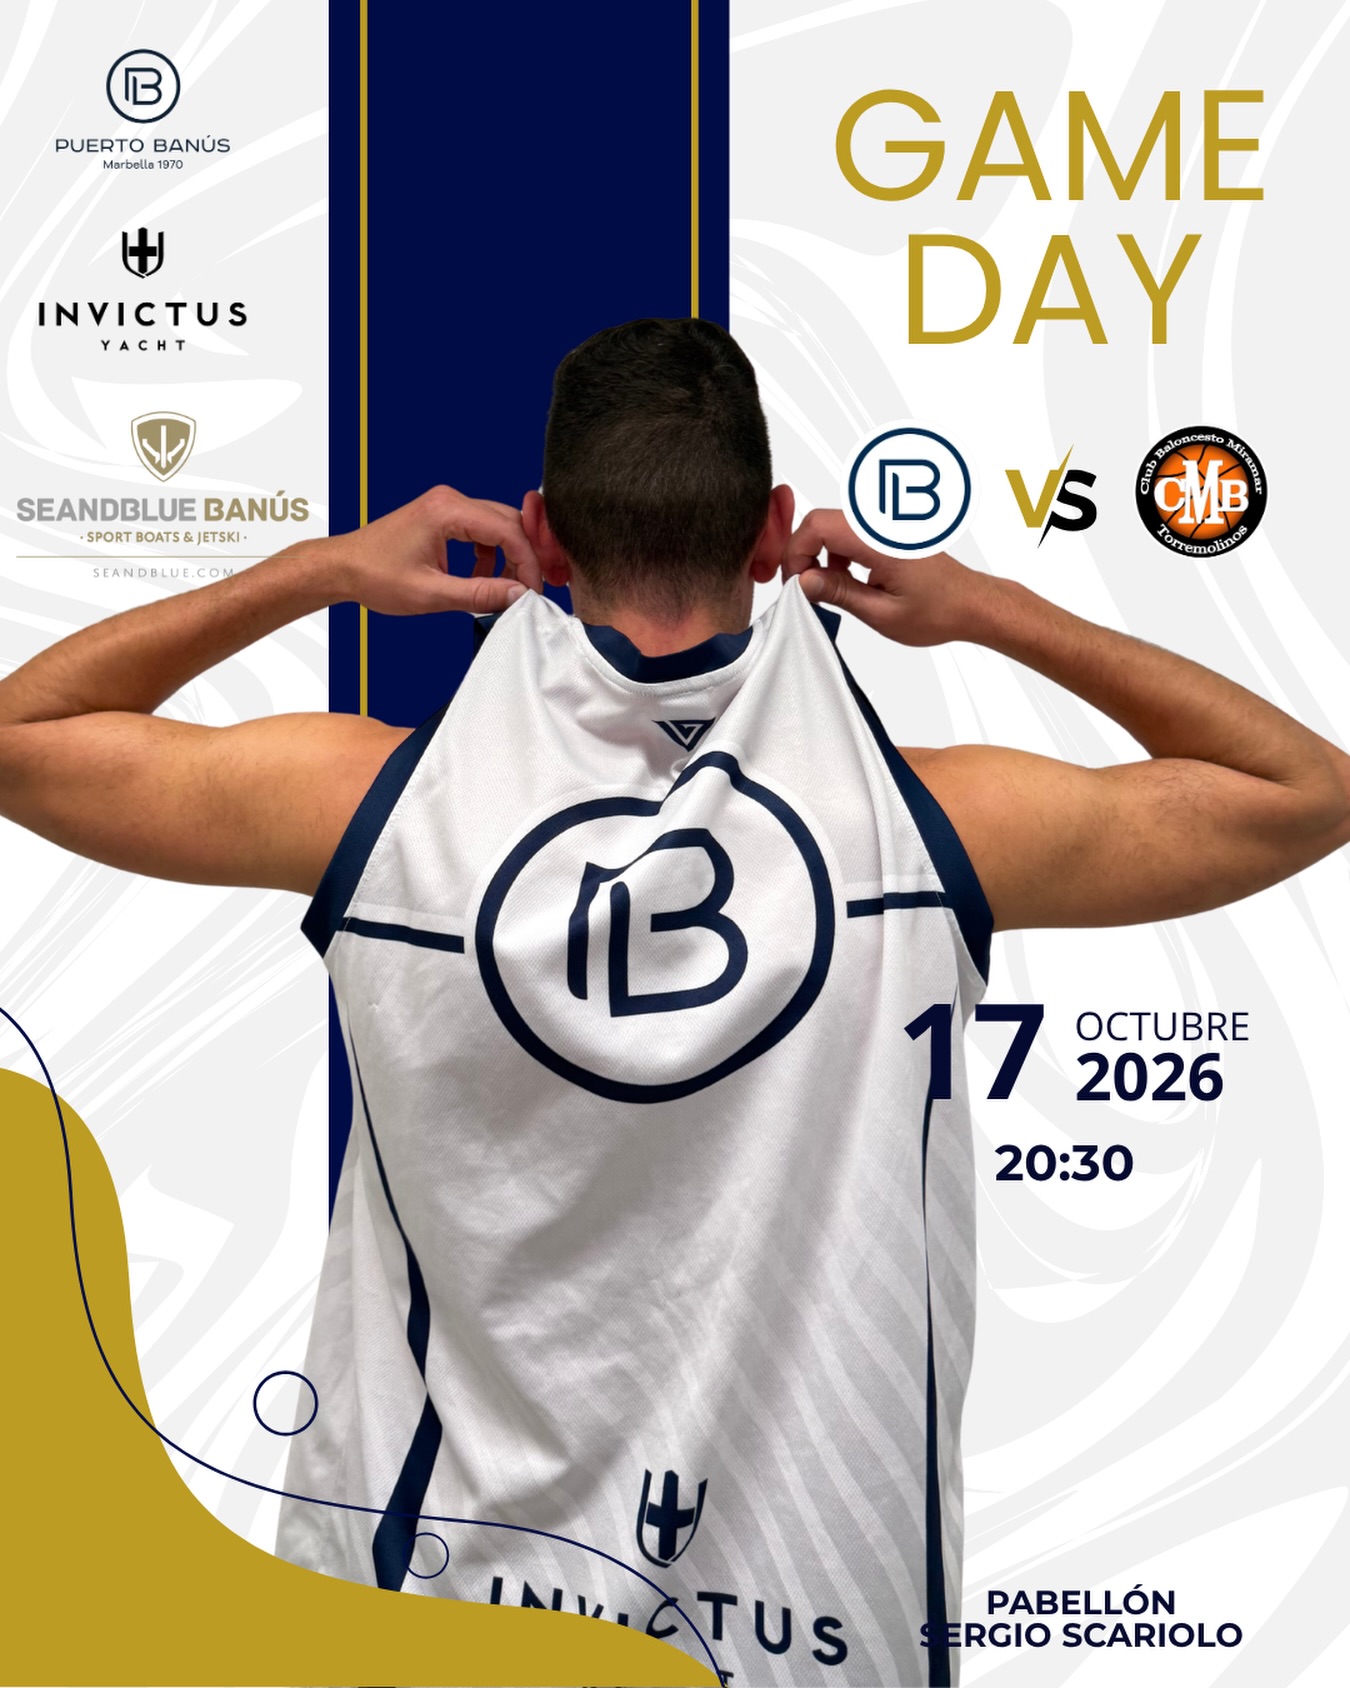 PUERTO BANÚS
Marbella 1970
INVICTUS
YACHT
SEANDBLUE BANÚS
· SPORT BOATS & JETSKI ·
SEANDBLUE.COM
GAME
DAY
B
VS
Club Baloncesto Miramar
CMB
Torremolinos
B
17 OCTUBRE
2026
20:30
INVICTUS
PABELLÓN
SERGIO SCARIOLO